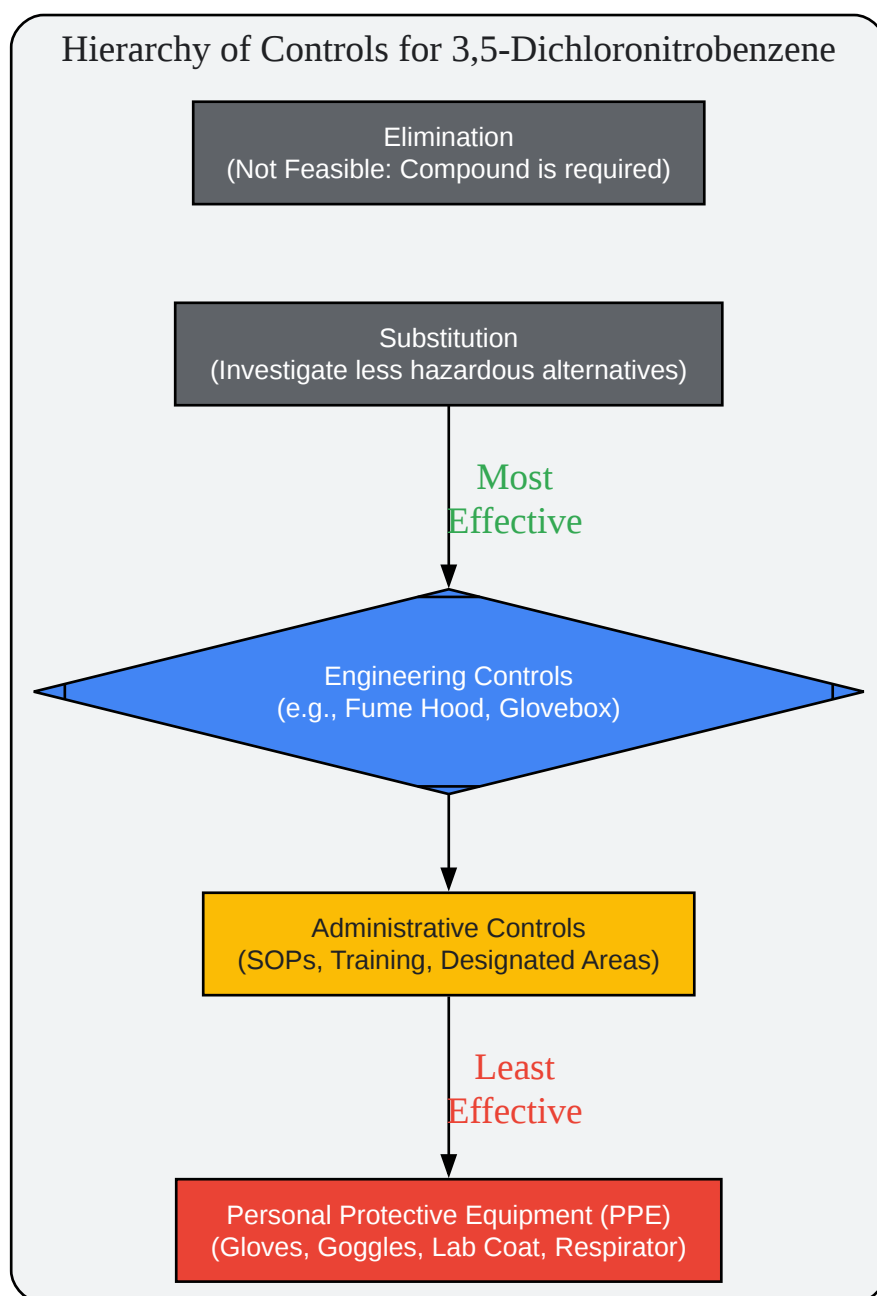 Hierarchy of Controls for 3,5-Dichloronitrobenzene
Elimination
(Not Feasible: Compound is required)
Substitution
(Investigate less hazardous alternatives)
Most
Effective
Engineering Controls
(e.g., Fume Hood, Glovebox)
Administrative Controls
(SOPs, Training, Designated Areas)
Least
Effective
Personal Protective Equipment (PPE)
(Gloves, Goggles, Lab Coat, Respirator)